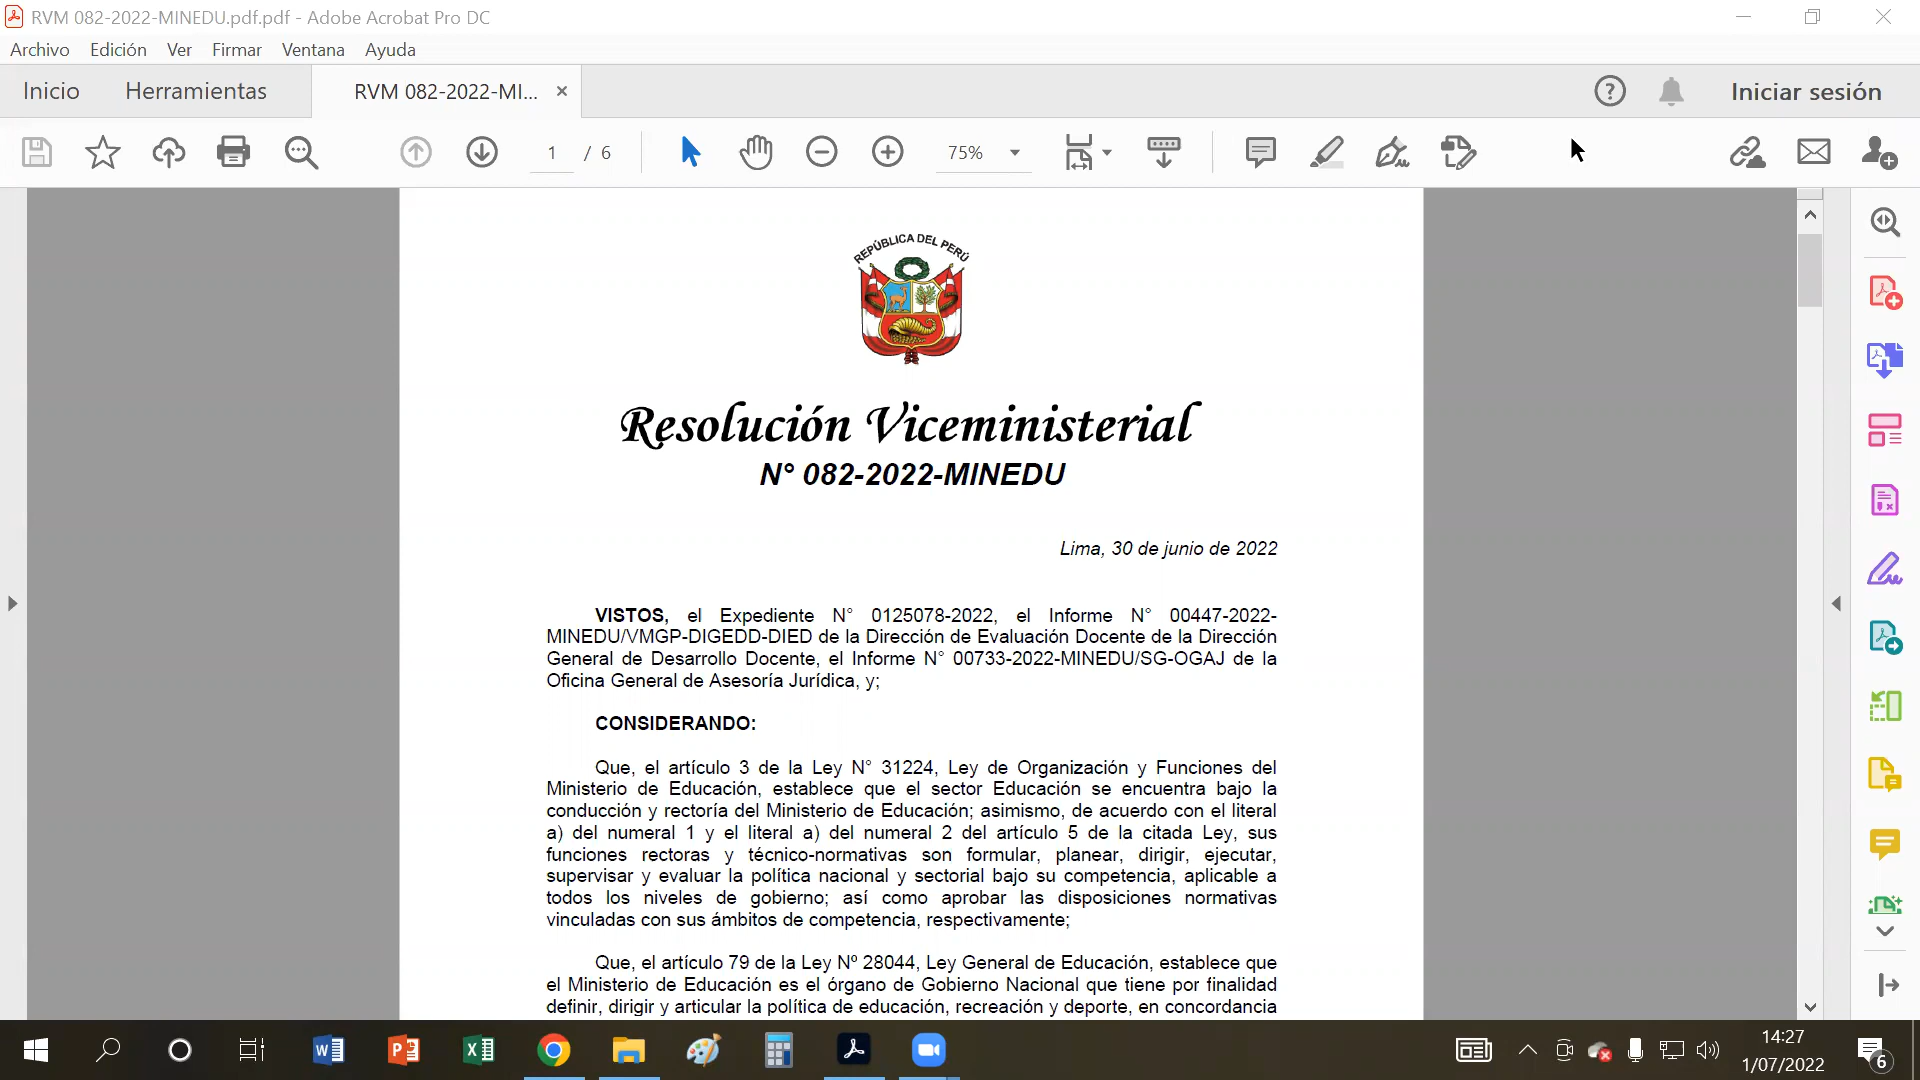 RVM 082-2022-MINEDU.pdf.pdf - Adobe Acrobat Pro DC
Archivo Edición Ver Firmar Ventana Ayuda
Inicio Herramientas RVM 082-2022-MI... × Iniciar sesión
1 / 6 75%
REPÚBLICA DEL PERÚ
Resolución Viceministerial
N° 082-2022-MINEDU
Lima, 30 de junio de 2022
VISTOS, el Expediente N° 0125078-2022, el Informe N° 00447-2022-
MINEDU/VMGP-DIGEDD-DIED de la Dirección de Evaluación Docente de la Dirección
General de Desarrollo Docente, el Informe N° 00733-2022-MINEDU/SG-OGAJ de la
Oficina General de Asesoría Jurídica, y;
CONSIDERANDO:
Que, el artículo 3 de la Ley N° 31224, Ley de Organización y Funciones del
Ministerio de Educación, establece que el sector Educación se encuentra bajo la
conducción y rectoría del Ministerio de Educación; asimismo, de acuerdo con el literal
a) del numeral 1 y el literal a) del numeral 2 del artículo 5 de la citada Ley, sus
funciones rectoras y técnico-normativas son formular, planear, dirigir, ejecutar,
supervisar y evaluar la política nacional y sectorial bajo su competencia, aplicable a
todos los niveles de gobierno; así como aprobar las disposiciones normativas
vinculadas con sus ámbitos de competencia, respectivamente;
Que, el artículo 79 de la Ley Nº 28044, Ley General de Educación, establece que
el Ministerio de Educación es el órgano de Gobierno Nacional que tiene por finalidad
definir, dirigir y articular la política de educación, recreación y deporte, en concordancia
14:27
1/07/2022
6